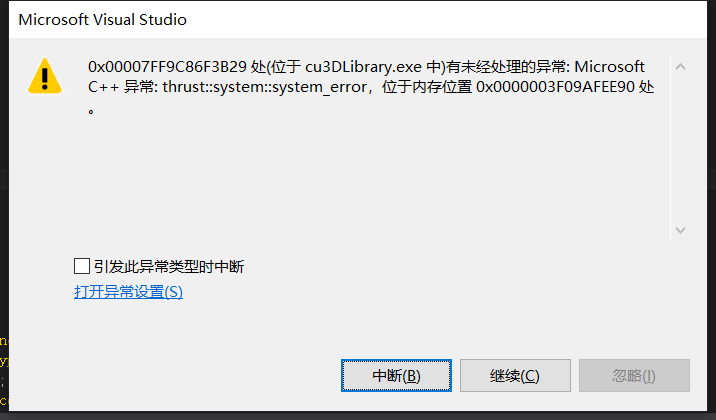 Microsoft Visual Studio
0x00007FF9C86F3B29 处(位于 cu3DLibrary.exe 中)有未经处理的异常: Microsoft
C++ 异常: thrust::system::system_error，位于内存位置 0x0000003F09AFEE90 处
。
引发此异常类型时中断
打开异常设置(S)
中断(B)
继续(C)
忽略(I)